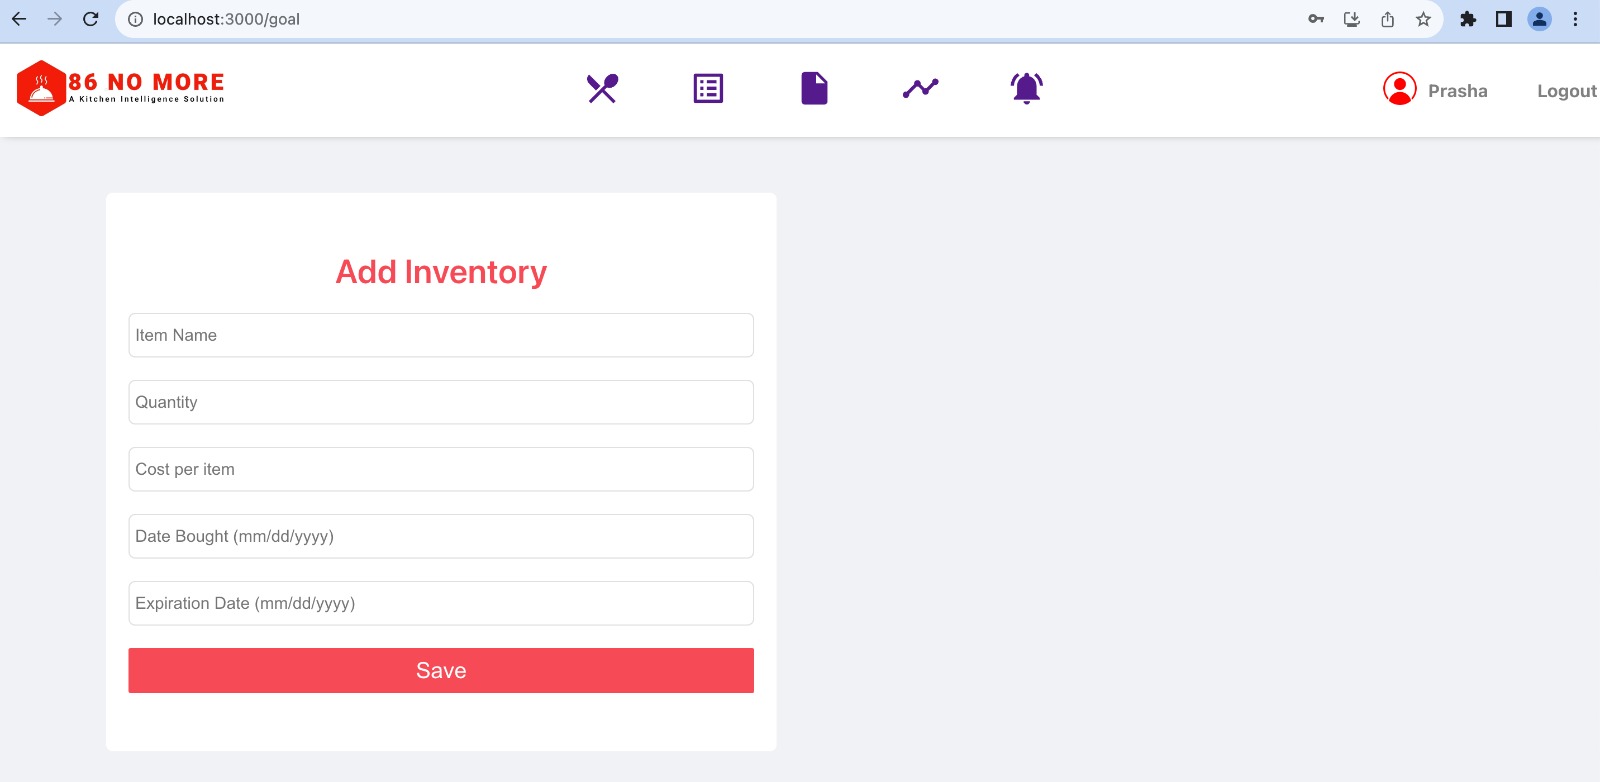 localhost:3000/goal
86 NO MORE
A Kitchen Intelligence Solution
Prasha
Logout
Add Inventory
Item Name
Quantity
Cost per item
Date Bought (mm/dd/yyyy)
Expiration Date (mm/dd/yyyy)
Save